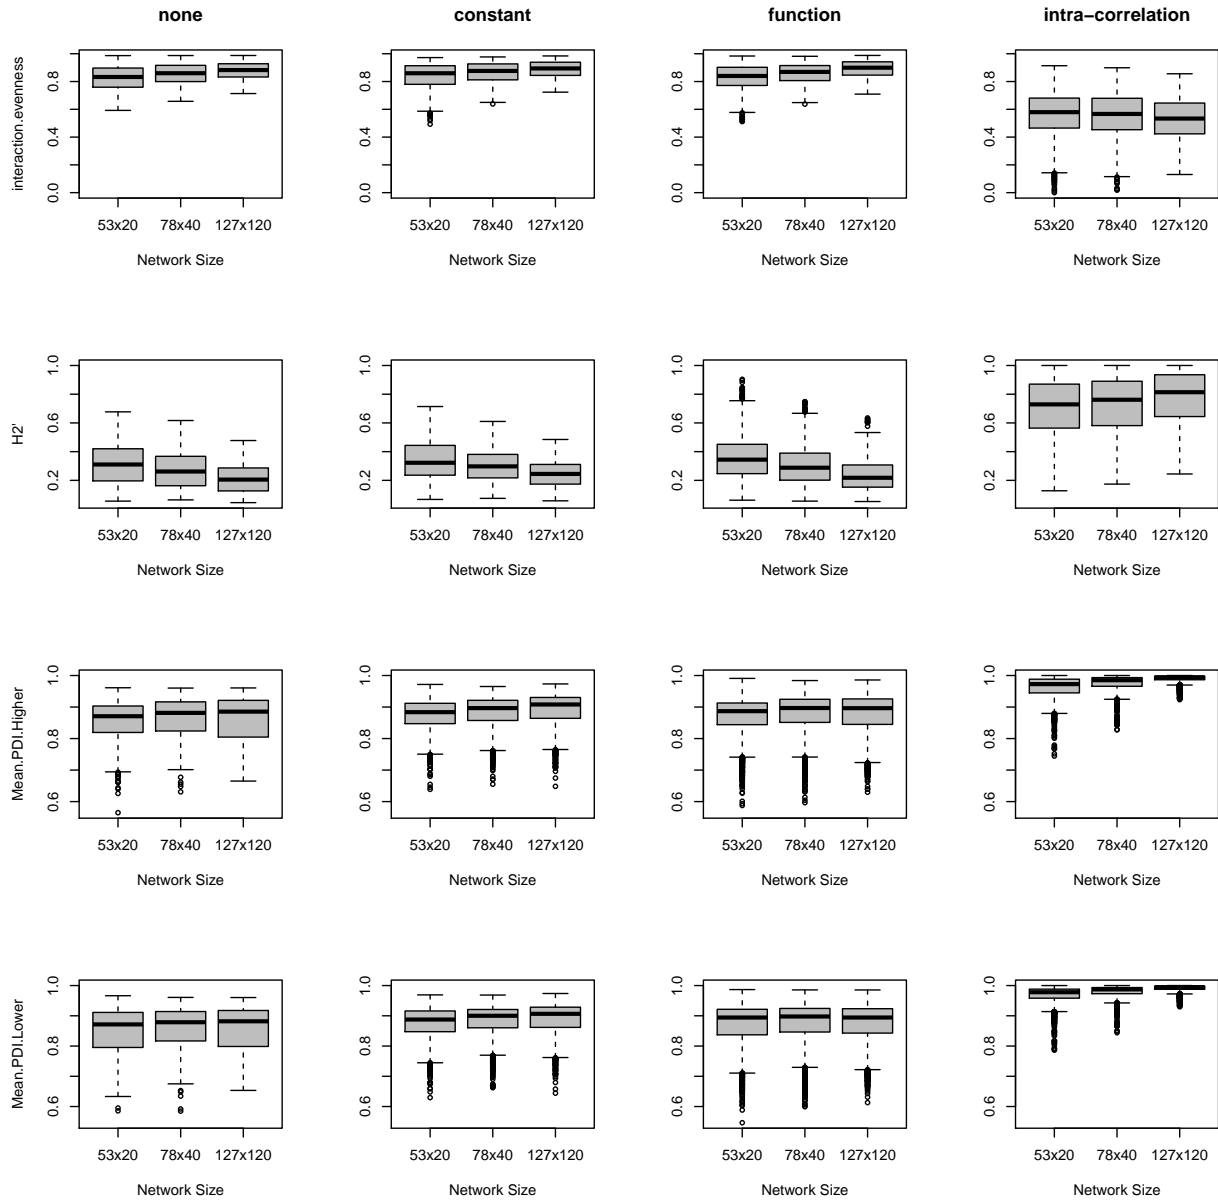 none constant function intra−correlation
interaction.evenness
0.0 0.4 0.8
53x20 78x40 127x120
Network Size
0.0 0.4 0.8
53x20 78x40 127x120
Network Size
0.0 0.4 0.8
53x20 78x40 127x120
Network Size
0.0 0.4 0.8
53x20 78x40 127x120
Network Size
H2'
0.2 0.6 1.0
53x20 78x40 127x120
Network Size
0.2 0.6 1.0
53x20 78x40 127x120
Network Size
0.2 0.6 1.0
53x20 78x40 127x120
Network Size
0.2 0.6 1.0
53x20 78x40 127x120
Network Size
Mean.PDI.Higher
0.6 0.8 1.0
53x20 78x40 127x120
Network Size
0.6 0.8 1.0
53x20 78x40 127x120
Network Size
0.6 0.8 1.0
53x20 78x40 127x120
Network Size
0.6 0.8 1.0
53x20 78x40 127x120
Network Size
Mean.PDI.Lower
0.6 0.8 1.0
53x20 78x40 127x120
Network Size
0.6 0.8 1.0
53x20 78x40 127x120
Network Size
0.6 0.8 1.0
53x20 78x40 127x120
Network Size
0.6 0.8 1.0
53x20 78x40 127x120
Network Size